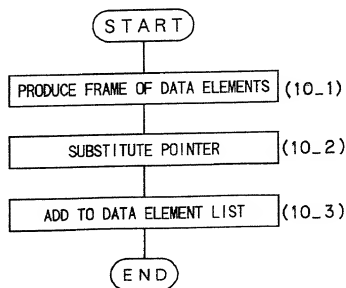 START
PRODUCE FRAME OF DATA ELEMENTS (10_1)
SUBSTITUTE POINTER (10_2)
ADD TO DATA ELEMENT LIST (10_3)
END